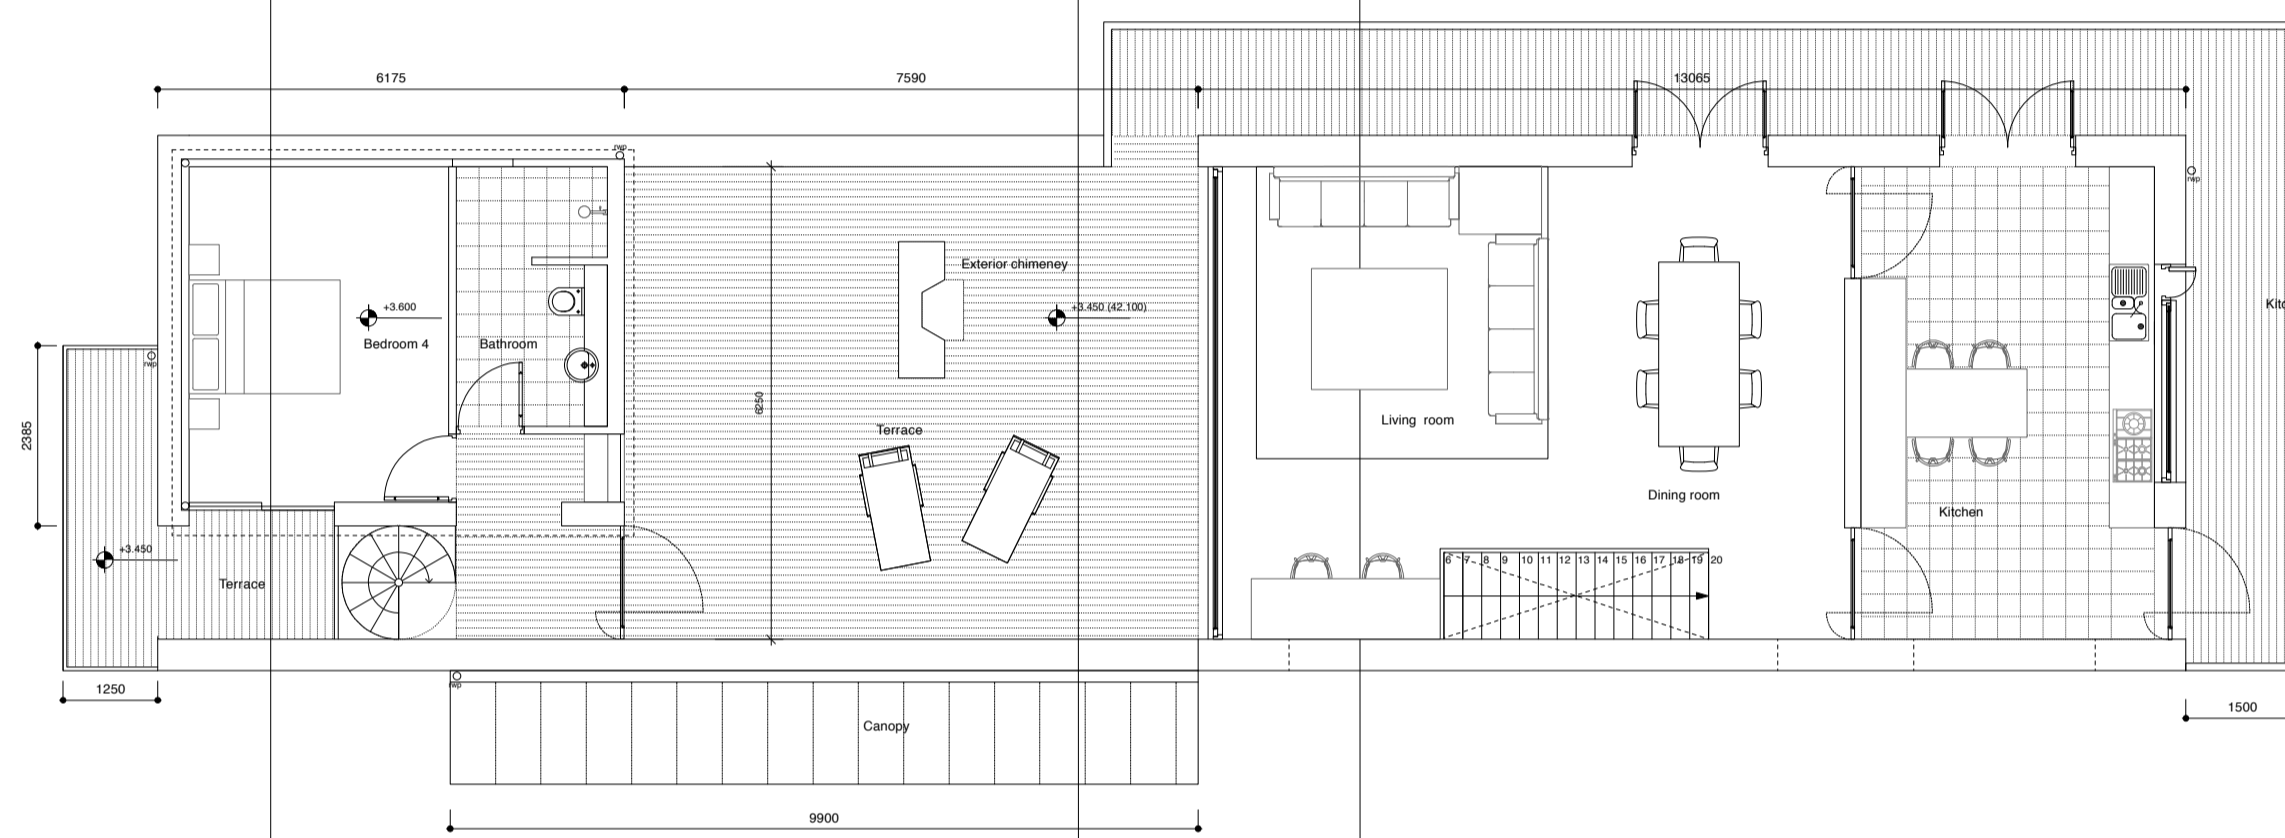 6175
7590
13065
rwp
rwp
Exterior chimeney
+3.600
+3.450 (42.100)
Kitc
Bedroom 4
Bathroom
rwp
6250
2385
Living room
Terrace
Dining room
Kitchen
+3.450
6 7 8 9 10 11 12 13 14 15 16 17 18 19 20
Terrace
rwp
1250
1500
Canopy
9900